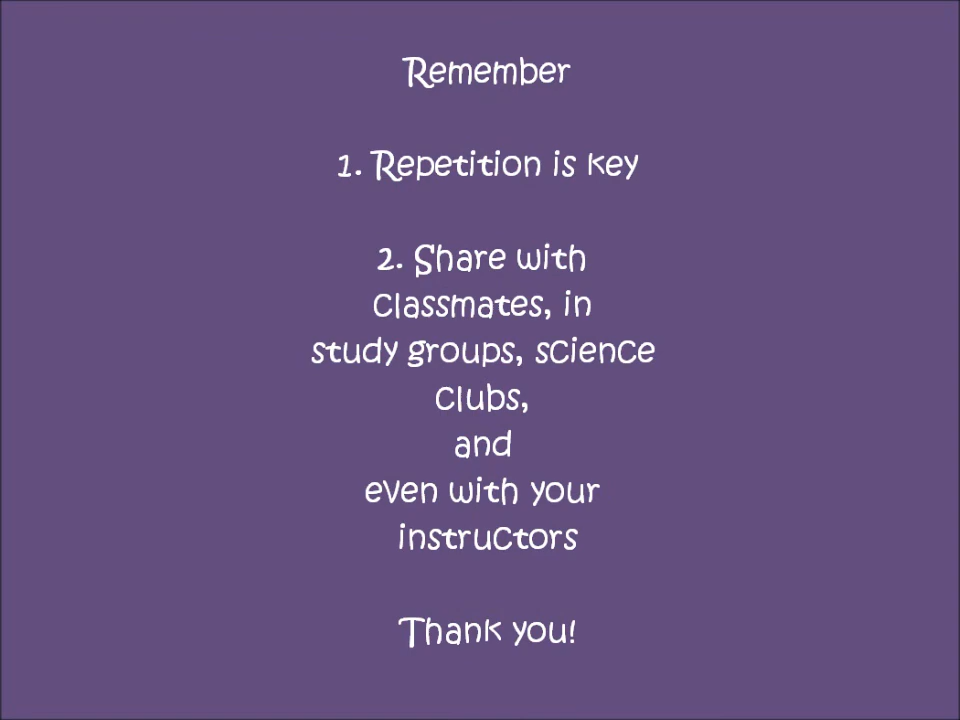 Remember
1. Repetition is key
2. Share with
classmates, in
study groups, science
clubs,
and
even with your
instructors
Thank you!